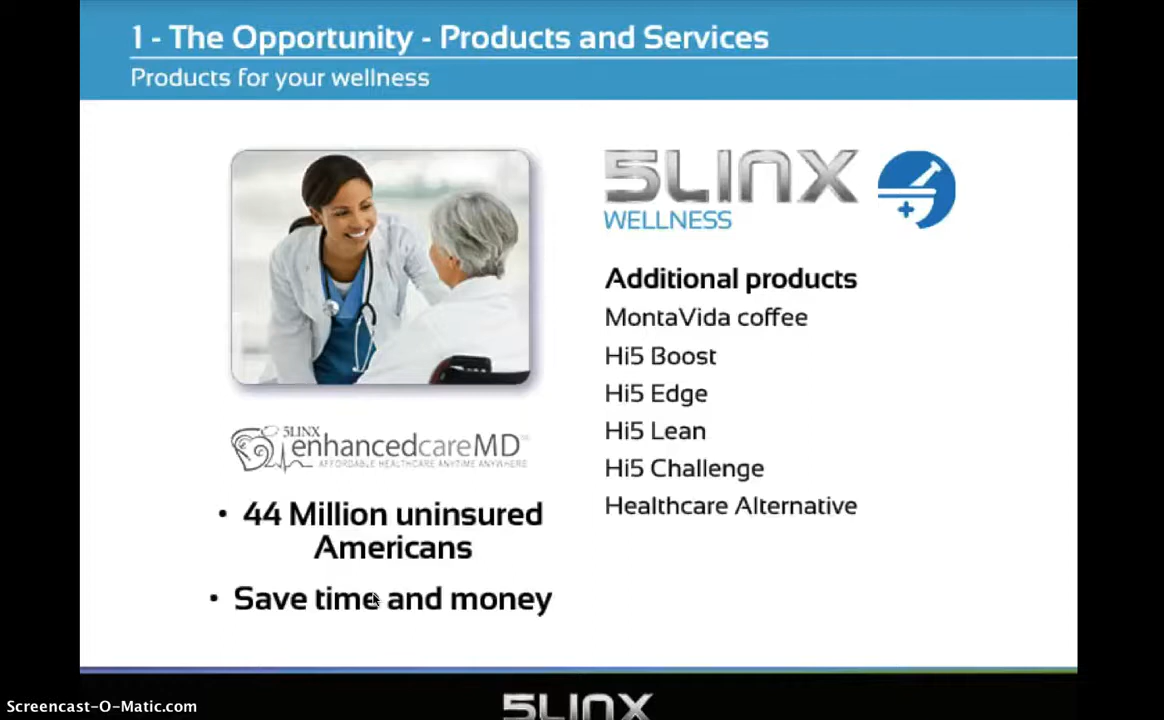 1 - The Opportunity - Products and Services
Products for your wellness
5LINX
WELLNESS
Additional products
MontaVida coffee
Hi5 Boost
Hi5 Edge
Hi5 Lean
Hi5 Challenge
Healthcare Alternative
5LINX
enhancedcareMD™
AFFORDABLE HEALTHCARE ANYTIME ANYWHERE
• 44 Million uninsured
Americans
• Save time and money
5LINX
Screencast-O-Matic.com